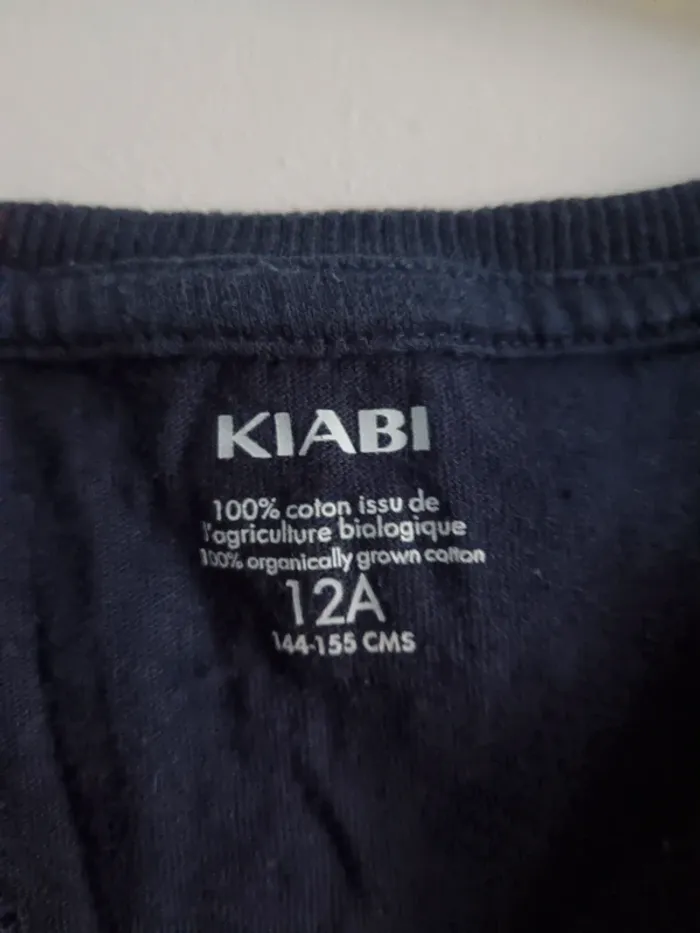 KIABI
100% coton issu de
l'agriculture biologique
100% organically grown cotton
12A
144-155 CMS